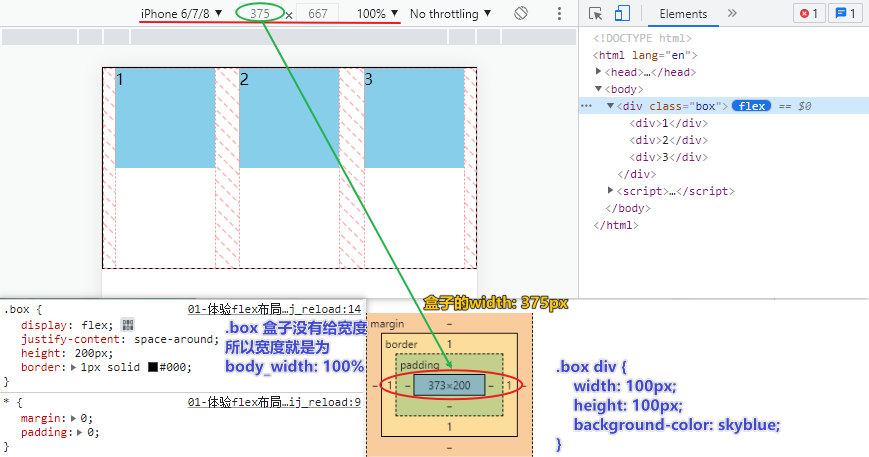 iPhone 6/7/8 ▼ 375 × 667 100% ▼ No throttling ▼
Elements » 1 1
1 2 3
<!DOCTYPE html>
<html lang="en">
▶<head>…</head>
▼<body>
▼<div class="box"> flex == $0
<div>1</div>
<div>2</div>
<div>3</div>
</div>
▶<script>…</script>
</body>
</html>
.box { 01-体验flex布局…j_reload:14
display: flex;
justify-content: space-around;
height: 200px;
border: ▶ 1px solid #000;
}
* { 01-体验flex布局…ij_reload:9
margin: ▶ 0;
padding: ▶ 0;
}
.box 盒子没有给宽度
所以宽度就是为
body_width: 100%
盒子的width: 375px
margin –
border 1
padding –
– 1 – 373×200 – 1 –
–
1
–
.box div {
width: 100px;
height: 100px;
background-color: skyblue;
}